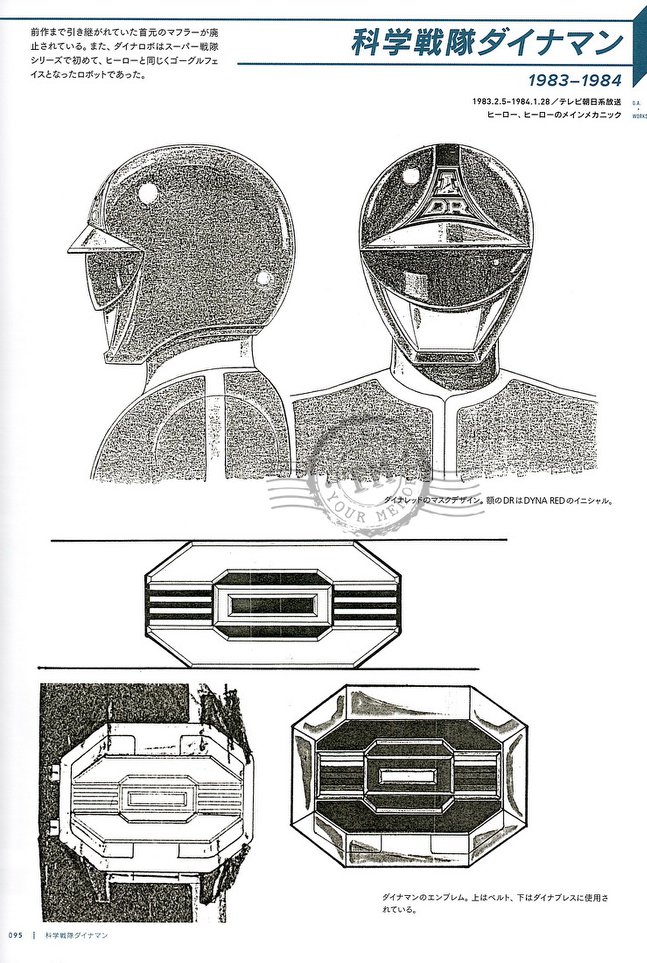 前作まで引き継がれていた首元のマフラーが廃
止されている。また、ダイナロボはスーパー戦隊
シリーズで初めて、ヒーローと同じくゴーグルフェ
イスとなったロボットであった。
科学戦隊ダイナマン
1983–1984
1983.2.5–1984.1.28／テレビ朝日系放送
ヒーロー、ヒーローのメインメカニック
WORKS
DR
YOUR MED
ダイナレッドのマスクデザイン。額のDRはDYNA REDのイニシャル。
ダイナマンのエンブレム。上はベルト、下はダイナブレスに使用さ
れている。
095 科学戦隊ダイナマン